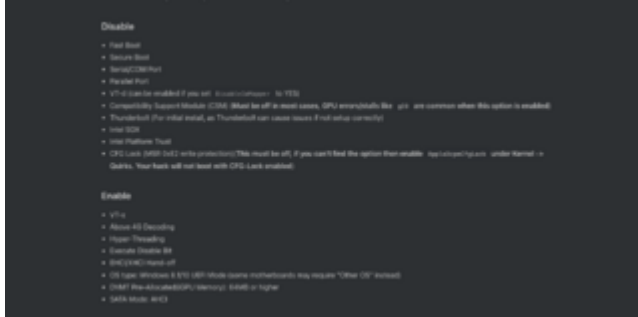 Disable
Fast Boot
Secure Boot
Serial/COM Port
Parallel Port
VT-d (can be enabled if you set DisableIoMapper to YES)
Compatibility Support Module (CSM) (Must be off in most cases, GPU errors/stalls like gIO are common when this option is enabled)
Thunderbolt (For initial install, as Thunderbolt can cause issues if not setup correctly)
Intel SGX
Intel Platform Trust
CFG Lock (MSR 0xE2 write protection)(This must be off, if you can't find the option then enable under Kernel ->
Quirks. Your hack will not boot with CFG-Lock enabled)
Enable
VT-x
Above 4G Decoding
Hyper-Threading
Execute Disable Bit
EHCI/XHCI Hand-off
OS type: Windows 8.1/10 UEFI Mode (some motherboards may require "Other OS" instead)
DVMT Pre-Allocated(iGPU Memory): 64MB or higher
SATA Mode: AHCI